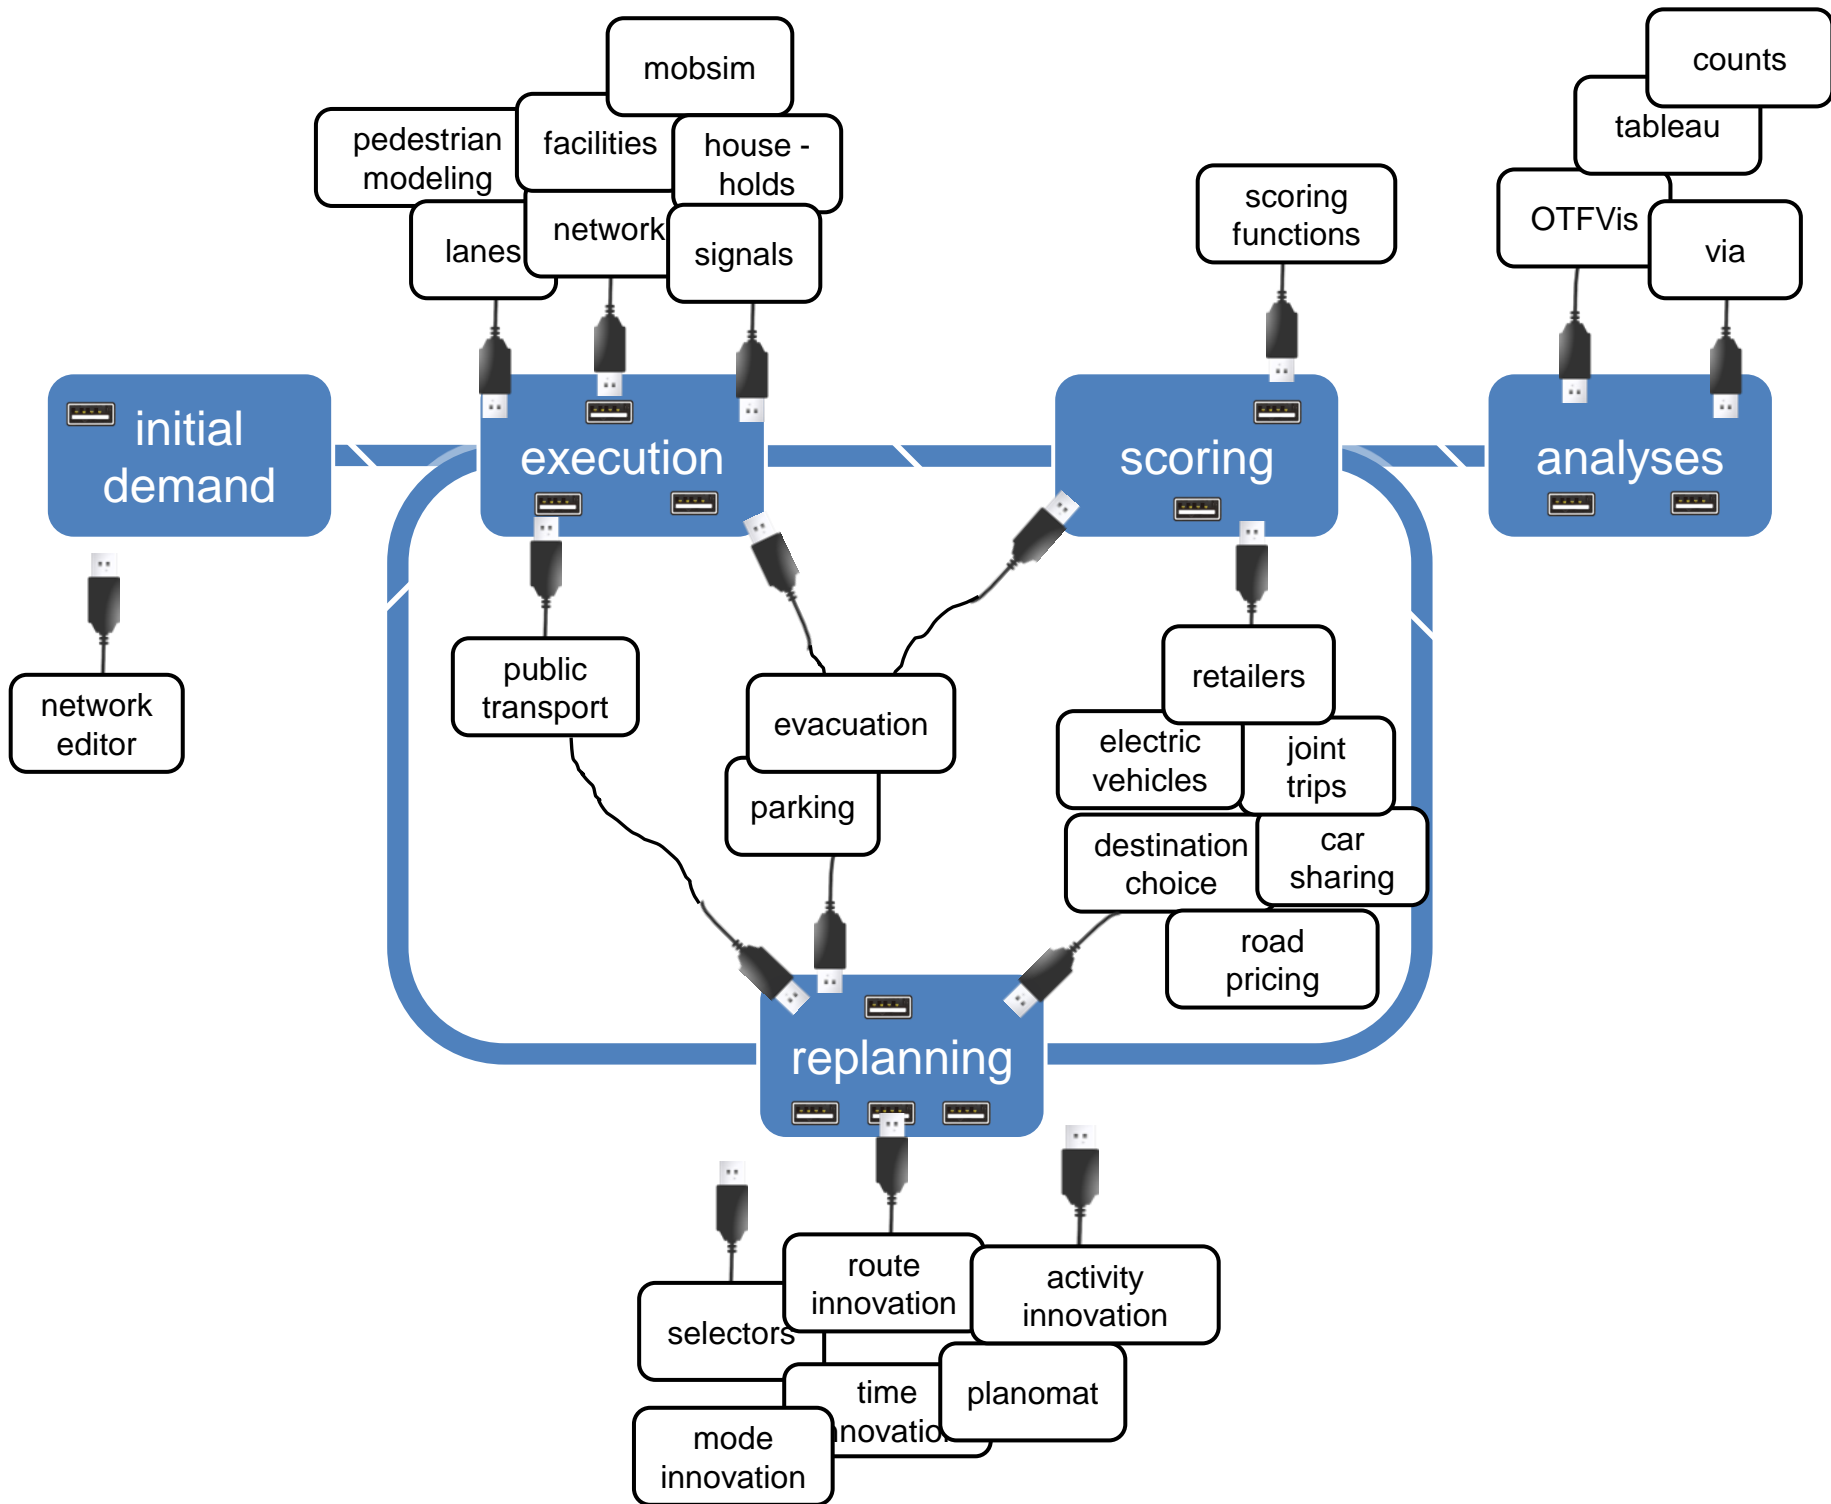 mobsim
counts
pedestrian
modeling
facilities
house -
holds
tableau
lanes
network
signals
scoring
functions
OTFVis
via
initial
demand
execution
scoring
analyses
network
editor
public
transport
evacuation
parking
retailers
electric
vehicles
joint
trips
destination
choice
car
sharing
road
pricing
replanning
selectors
route
innovation
activity
innovation
time
nnovation
planomat
mode
innovation